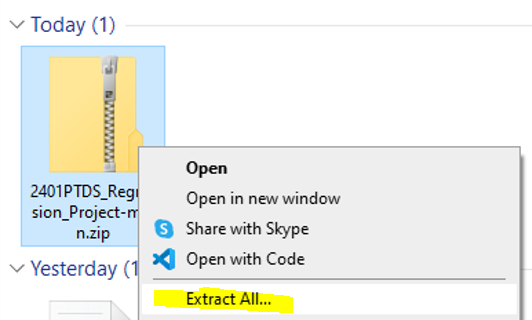 Today (1)
2401PTDS_Regr
sion_Project-m
n.zip
Open
Open in new window
Share with Skype
Open with Code
Yesterday (1
Extract All...